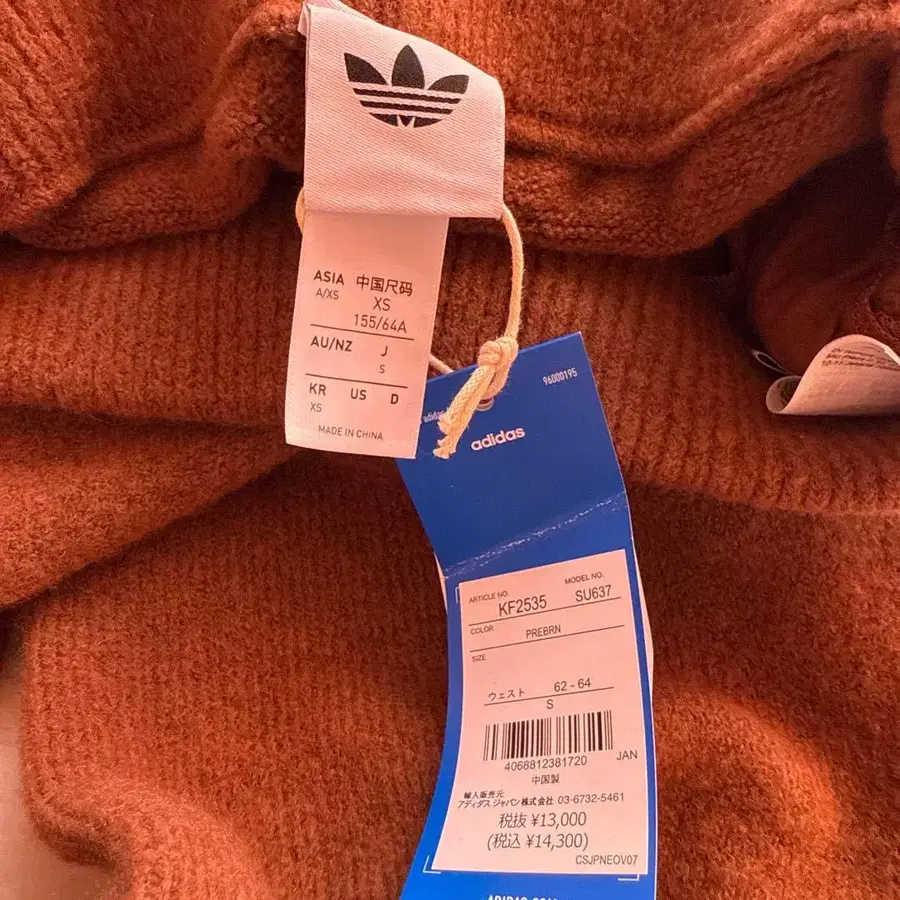 ASIA 中国尺码
A/XS XS
155/64A
AU/NZ J
S
KR US D
XS
MADE IN CHINA
96000195
adidas
adidas
ARTICLE NO. MODEL NO.
KF2535 SU637
COLOR
PREBRN
SIZE
ウェスト 62 - 64
S
4068812381720 JAN
中国製
輸入販売元
アディダス ジャパン株式会社 03-6732-5461
税抜 ¥13,000
(税込 ¥14,300)
CSJPNEOV07